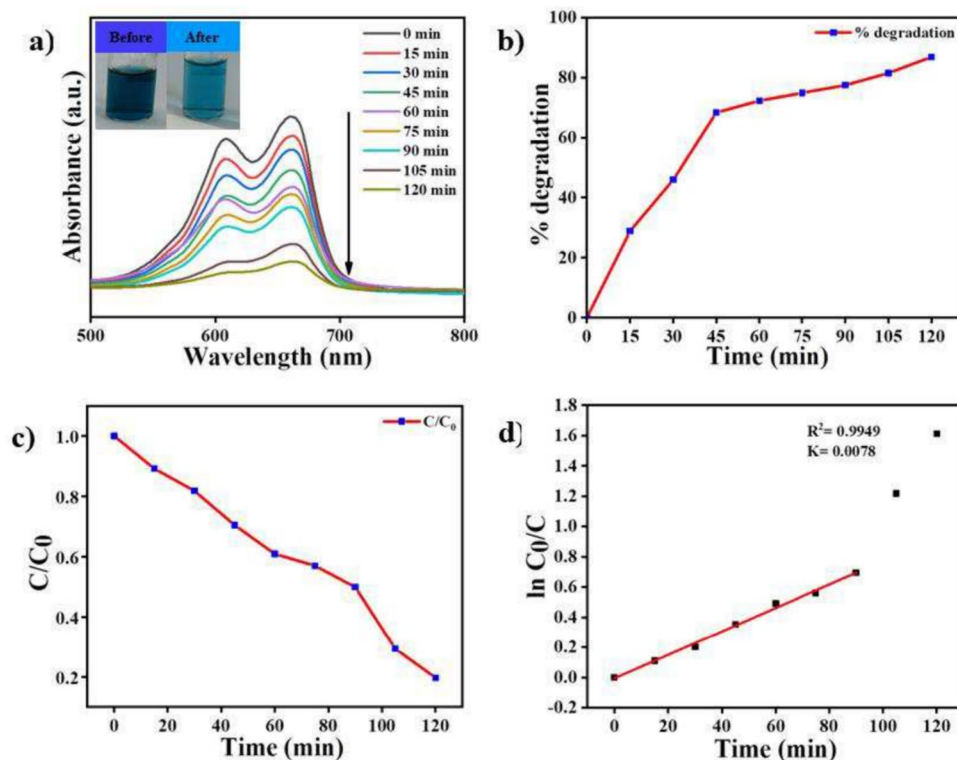 a)
Before After
0 min
15 min
30 min
45 min
60 min
75 min
90 min
105 min
120 min
Absorbance (a.u.)
500 600 700 800
Wavelength (nm)
b)
% degradation
100
80
60
40
20
0
% degradation
0 15 30 45 60 75 90 105 120
Time (min)
c)
C/C₀
1.0
0.8
0.6
0.4
0.2
C/C₀
0 20 40 60 80 100 120
Time (min)
d)
R²= 0.9949
K= 0.0078
1.8
1.6
1.4
1.2
1.0
0.8
0.6
0.4
0.2
0.0
-0.2
ln C₀/C
0 20 40 60 80 100 120
Time (min)